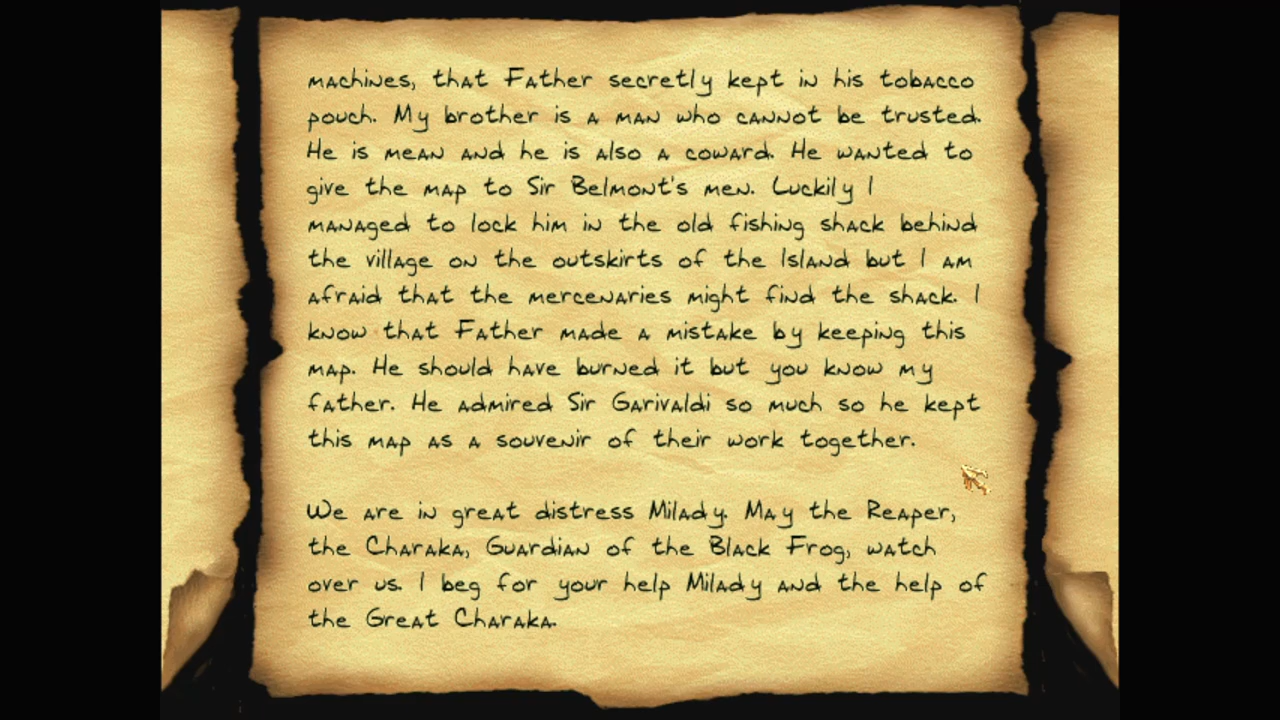 machines, that Father secretly kept in his tobacco
pouch. My brother is a man who cannot be trusted.
He is mean and he is also a coward. He wanted to
give the map to Sir Belmont's men. Luckily I
managed to lock him in the old fishing shack behind
the village on the outskirts of the Island but I am
afraid that the mercenaries might find the shack. I
know that Father made a mistake by keeping this
map. He should have burned it but you know my
father. He admired Sir Garivaldi so much so he kept
this map as a souvenir of their work together.
We are in great distress Milady. May the Reaper,
the Charaka, Guardian of the Black Frog, watch
over us. I beg for your help Milady and the help of
the Great Charaka.